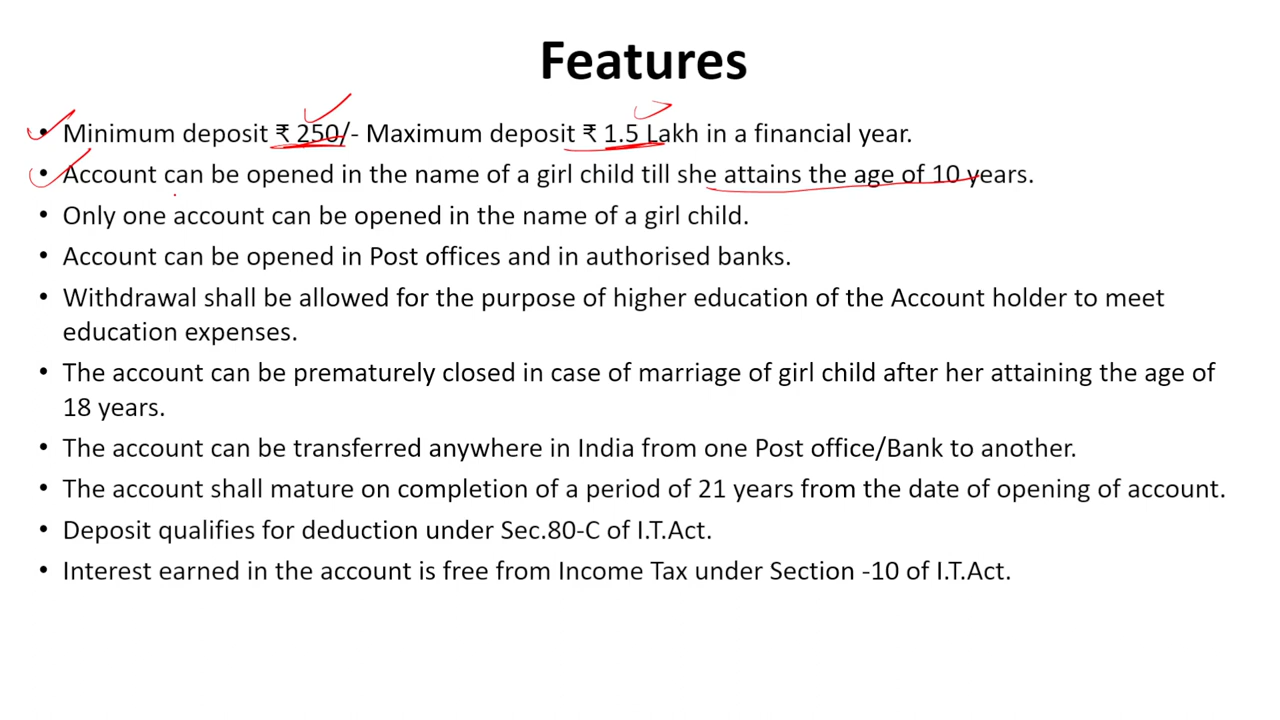 Features
• Minimum deposit ₹ 250/- Maximum deposit ₹ 1.5 Lakh in a financial year.
• Account can be opened in the name of a girl child till she attains the age of 10 years.
• Only one account can be opened in the name of a girl child.
• Account can be opened in Post offices and in authorised banks.
• Withdrawal shall be allowed for the purpose of higher education of the Account holder to meet
education expenses.
• The account can be prematurely closed in case of marriage of girl child after her attaining the age of
18 years.
• The account can be transferred anywhere in India from one Post office/Bank to another.
• The account shall mature on completion of a period of 21 years from the date of opening of account.
• Deposit qualifies for deduction under Sec.80-C of I.T.Act.
• Interest earned in the account is free from Income Tax under Section -10 of I.T.Act.